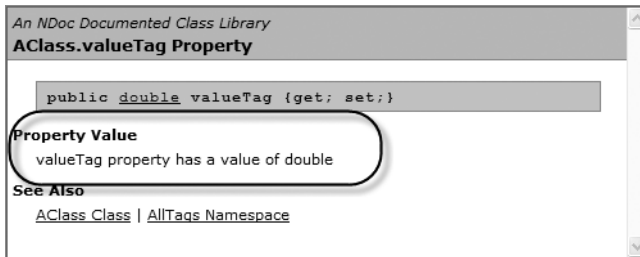 An NDoc Documented Class Library
AClass.valueTag Property
public double valueTag {get; set;}
Property Value
valueTag property has a value of double
See Also
AClass Class | AllTags Namespace